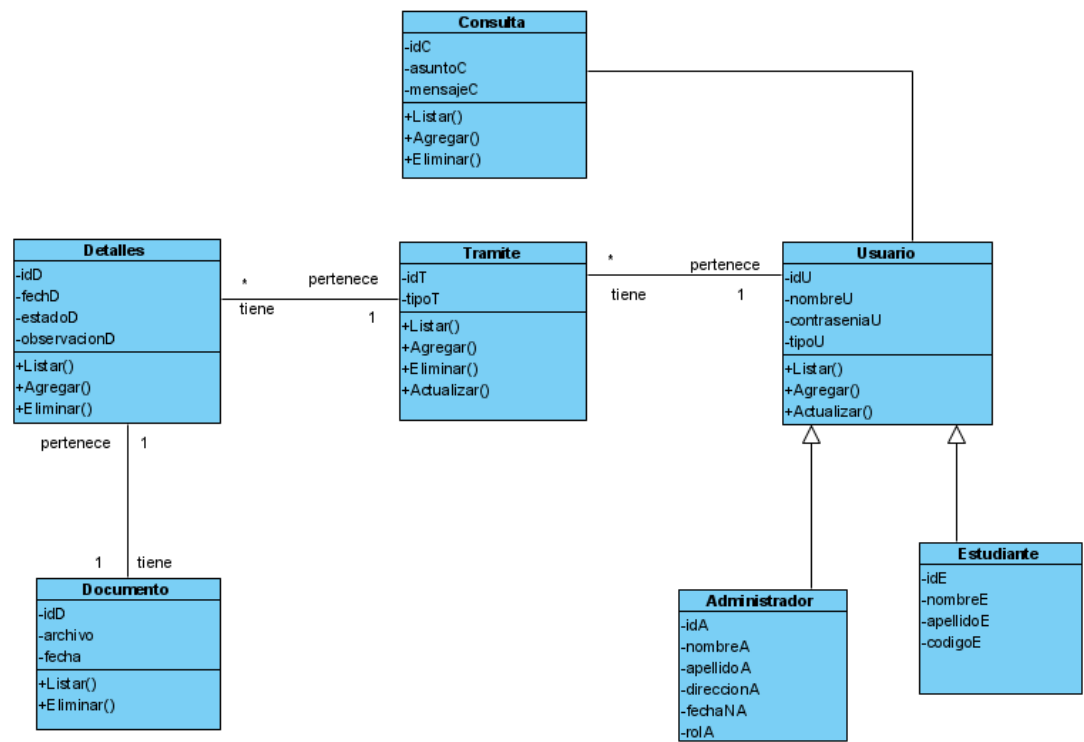 Consulta
-idC
-asuntoC
-mensajeC
+Listar()
+Agregar()
+Eliminar()
Detalles
-idD
-fechD
-estadoD
-observacionD
+Listar()
+Agregar()
+Eliminar()
* pertenece
tiene 1
Tramite
-idT
-tipoT
+Listar()
+Agregar()
+Eliminar()
+Actualizar()
* pertenece
tiene 1
Usuario
-idU
-nombreU
-contraseniaU
-tipoU
+Listar()
+Agregar()
+Actualizar()
pertenece 1
1 tiene
Documento
-idD
-archivo
-fecha
+Listar()
+Eliminar()
Administrador
-idA
-nombreA
-apellidoA
-direccionA
-fechaNA
-rolA
Estudiante
-idE
-nombreE
-apellidoE
-codigoE